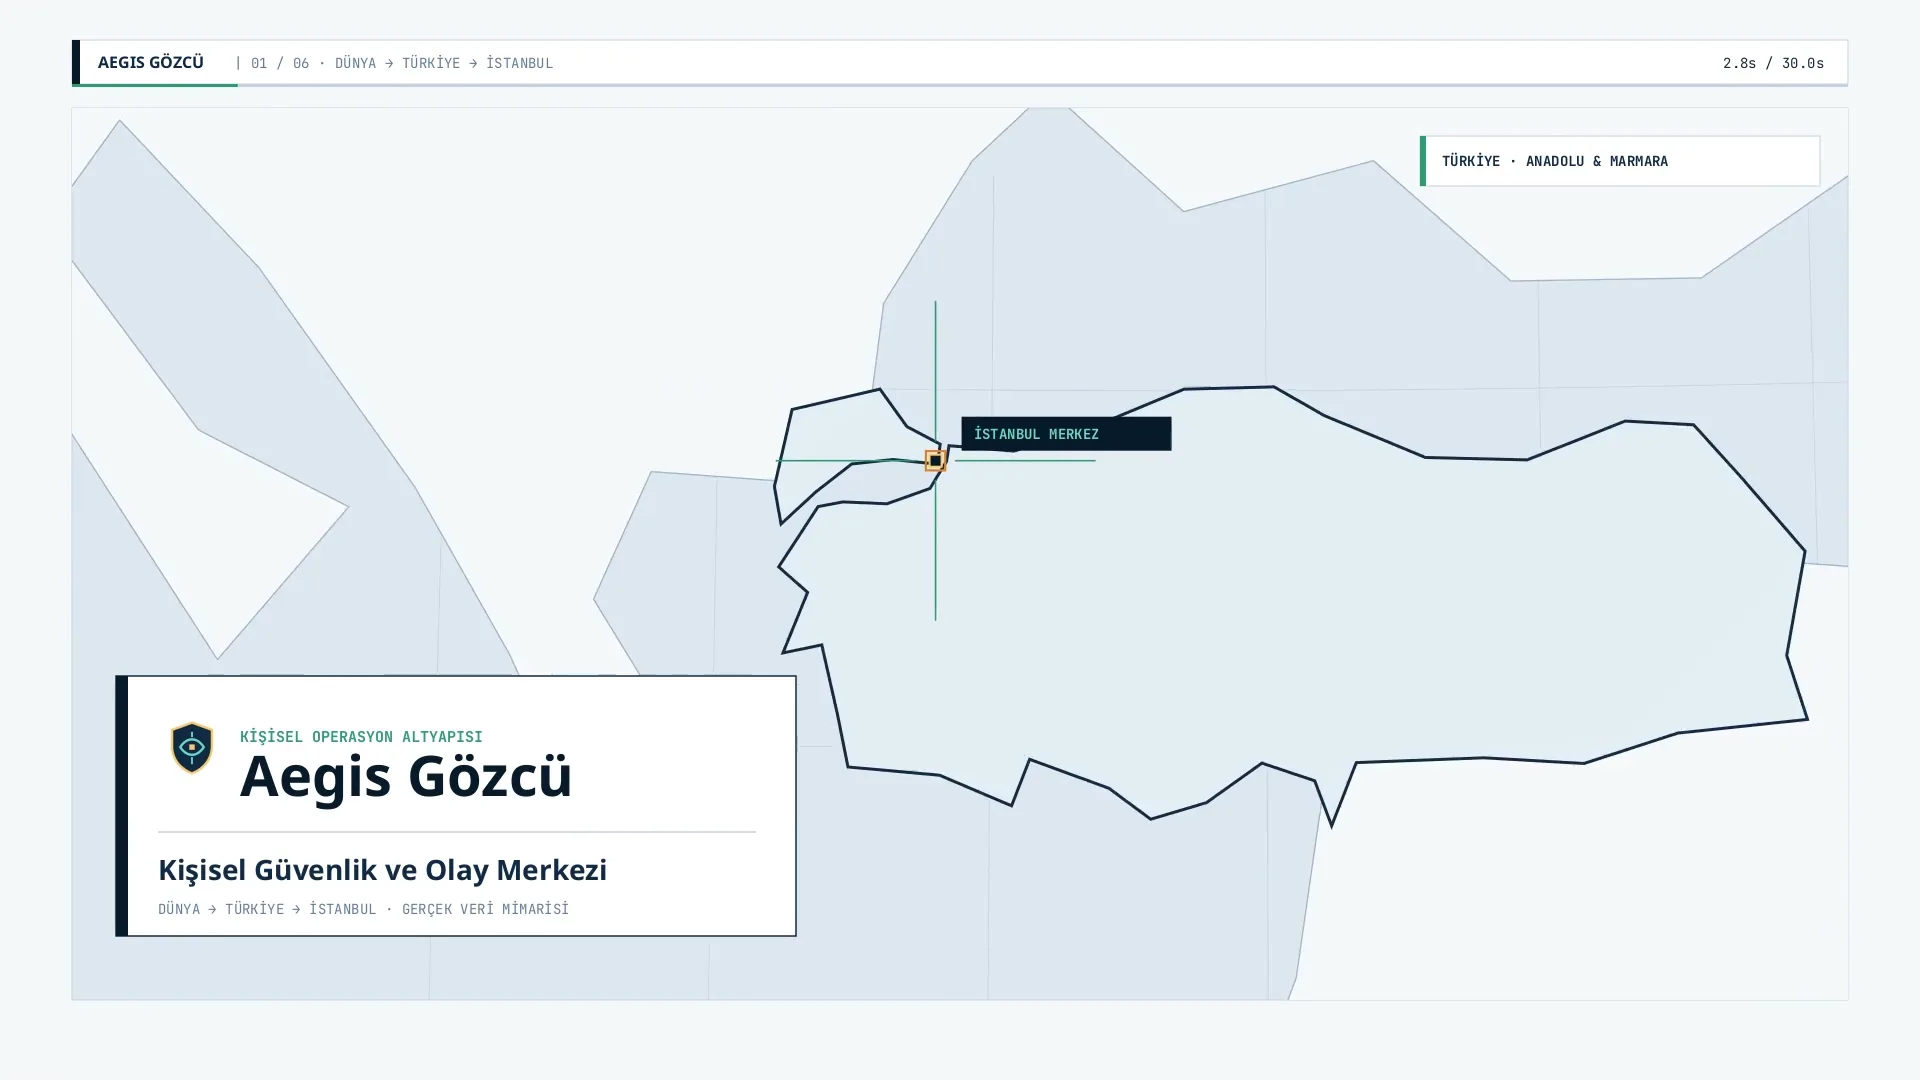 AEGIS GÖZCÜ | 01 / 06 · DÜNYA → TÜRKİYE → İSTANBUL 2.8s / 30.0s
TÜRKİYE · ANADOLU & MARMARA
İSTANBUL MERKEZ
KİŞİSEL OPERASYON ALTYAPISI
Aegis Gözcü
Kişisel Güvenlik ve Olay Merkezi
DÜNYA → TÜRKİYE → İSTANBUL · GERÇEK VERİ MİMARİSİ